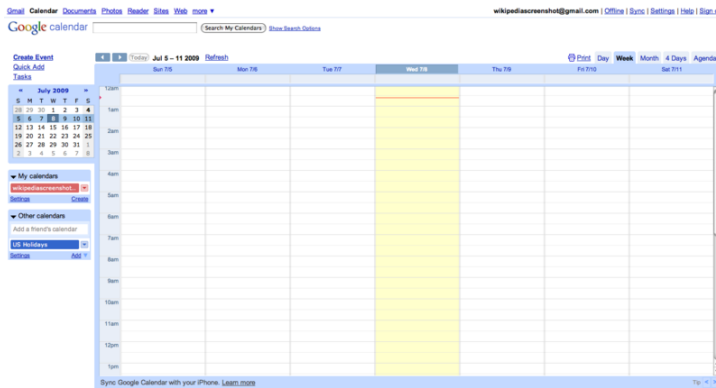 Gmail Calendar Documents Photos Reader Sites Web more ▼
wikipediascreenshot@gmail.com | Offline | Sync | Settings | Help | Sign
Google calendar
Search My Calendars
Show Search Options
Create Event
Quick Add
Tasks
Today Jul 5 – 11 2009 Refresh
Print Day Week Month 4 Days Agenda
Sun 7/5 Mon 7/6 Tue 7/7 Wed 7/8 Thu 7/9 Fri 7/10 Sat 7/11
« July 2009 »
S M T W T F S
28 29 30 1 2 3 4
5 6 7 8 9 10 11
12 13 14 15 16 17 18
19 20 21 22 23 24 25
26 27 28 29 30 31 1
2 3 4 5 6 7 8
My calendars
wikipediascreenshot...
Settings Create
Other calendars
Add a friend's calendar
US Holidays
Settings Add
12am
1am
2am
3am
4am
5am
6am
7am
8am
9am
10am
11am
12pm
1pm
Sync Google Calendar with your iPhone. Learn more
Tip